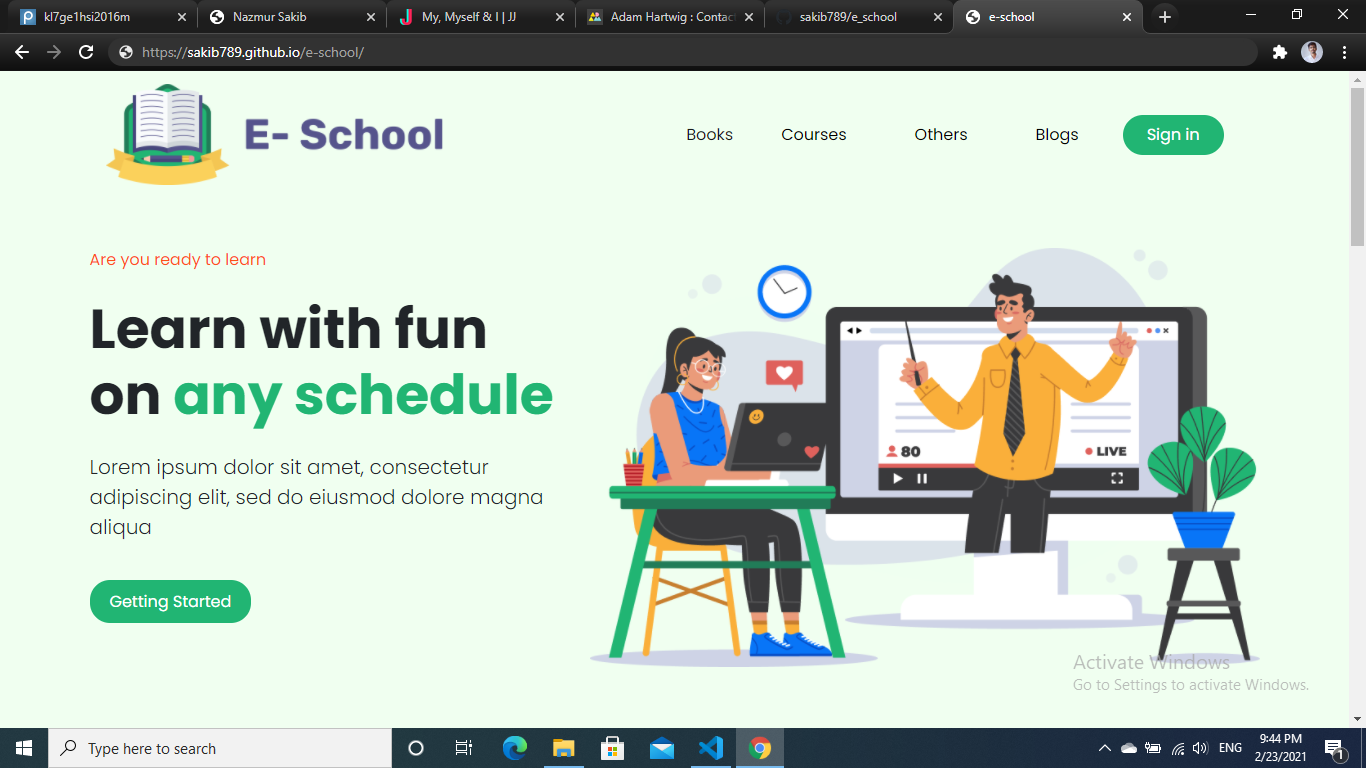 kl7ge1hsi2016m
Nazmur Sakib
My, Myself & I | JJ
Adam Hartwig : Contac
sakib789/e_school
e-school
https://sakib789.github.io/e-school/
E- School
Books
Courses
Others
Blogs
Sign in
Are you ready to learn
Learn with fun
on any schedule
Lorem ipsum dolor sit amet, consectetur
adipiscing elit, sed do eiusmod dolore magna
aliqua
Getting Started
80
LIVE
Activate Windows
Go to Settings to activate Windows.
Type here to search
ENG
9:44 PM
2/23/2021
1